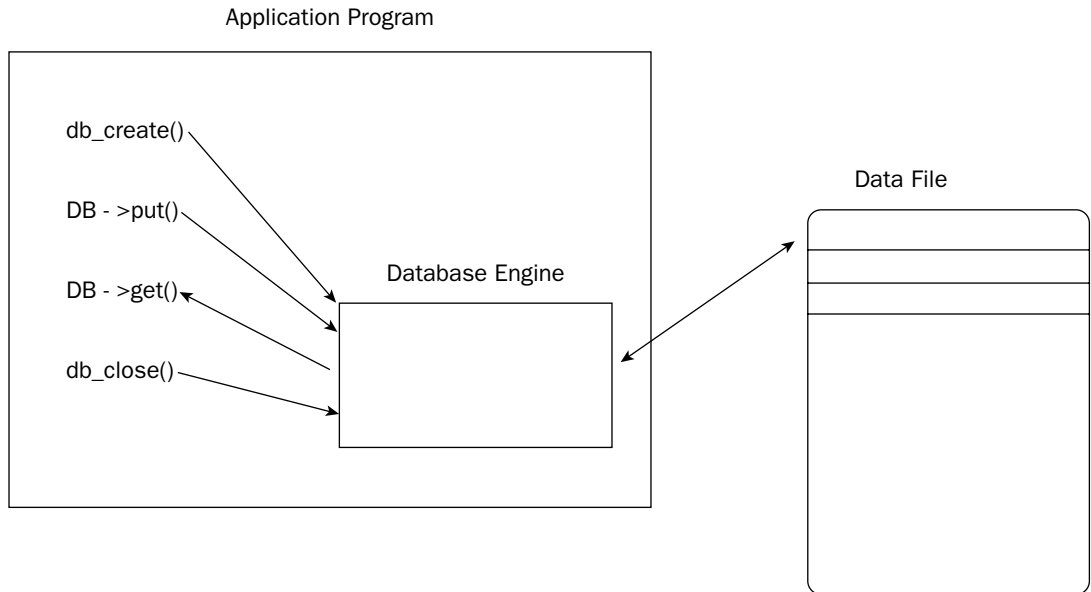 Application Program
db_create()
DB - >put()
DB - >get()
db_close()
Database Engine
Data File